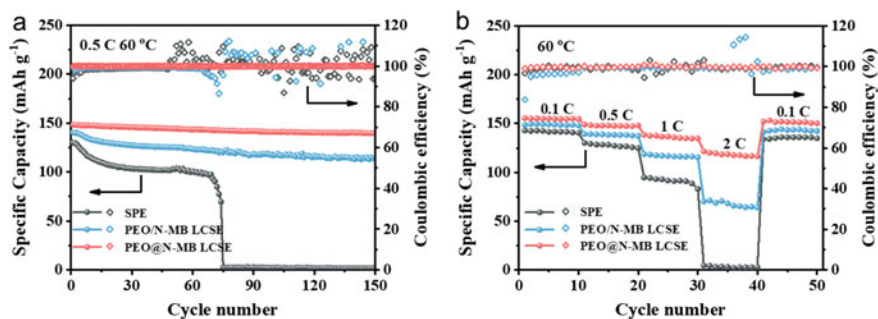 a
0.5 C 60 °C
Specific Capacity (mAh g⁻¹)
250
200
150
100
50
0
120
100
80
60
40
20
0
Coulombic efficiency (%)
SPE
PEO/N-MB LCSE
PEO@N-MB LCSE
0 30 60 90 120 150
Cycle number
b
60 °C
Specific Capacity (mAh g⁻¹)
250
200
150
100
50
0
120
100
80
60
40
20
0
Coulombic efficiency (%)
0.1 C 0.5 C 1 C 2 C 0.1 C
SPE
PEO/N-MB LCSE
PEO@N-MB LCSE
0 10 20 30 40 50
Cycle number